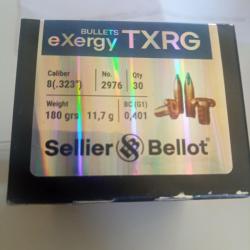 BULLETS
eXergy TXRG
Caliber No. Qty
8(.323") 2976 30
Weight BC (G1)
180 grs 11,7 g 0,401
Sellier Bellot